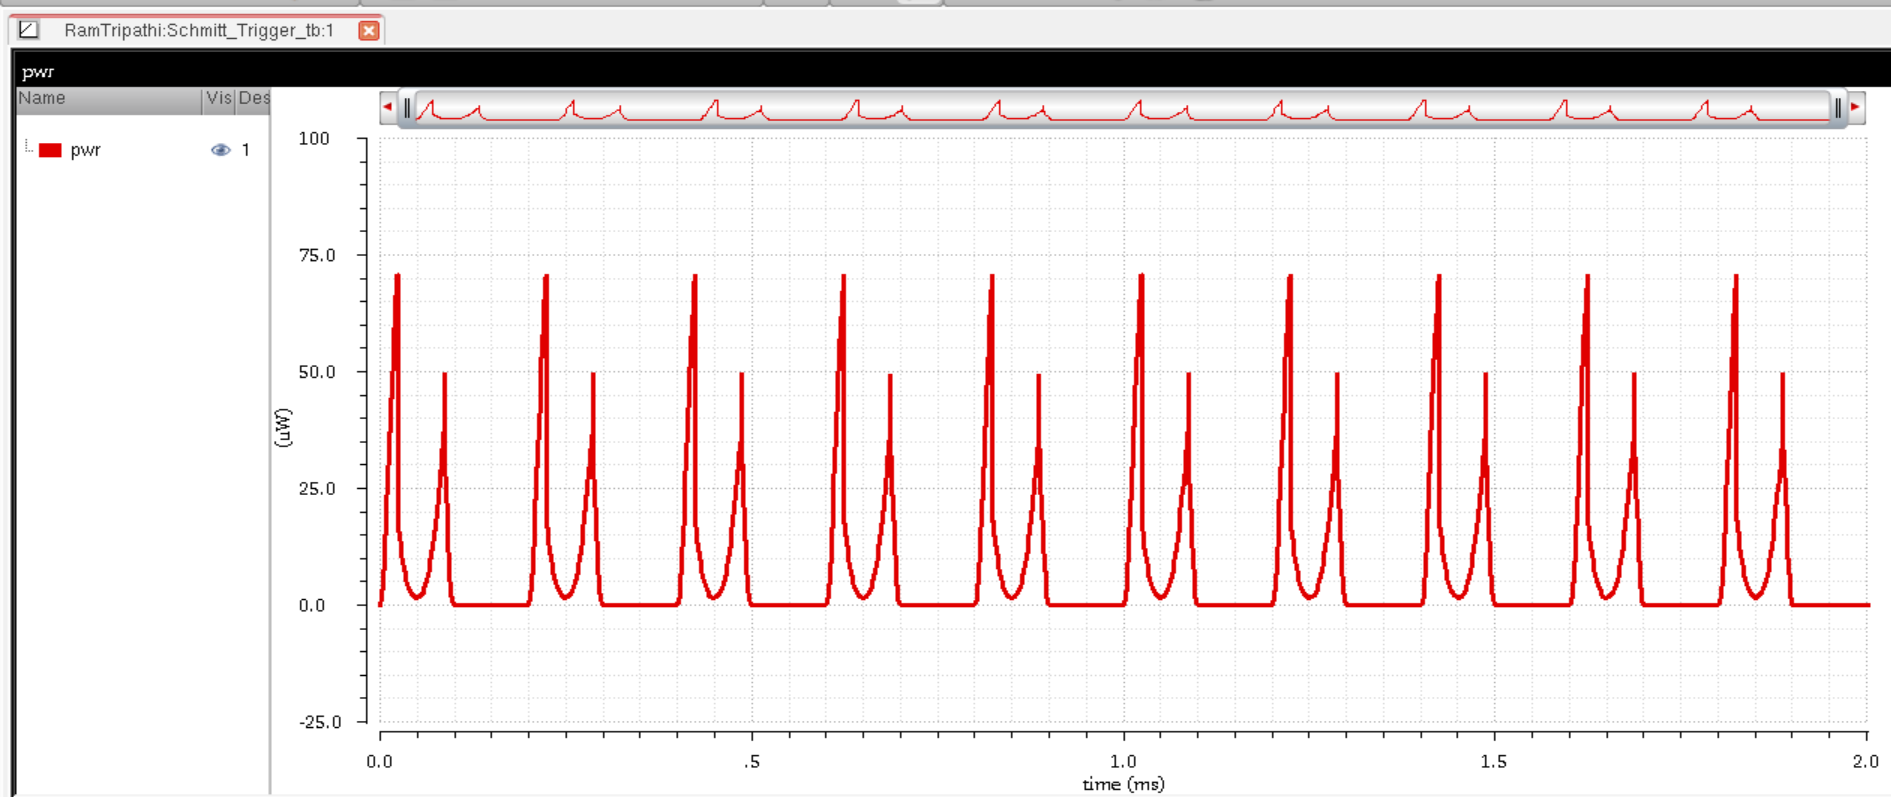 RamTripathi:Schmitt_Trigger_tb:1
pwr
Name Vis Des
pwr 1
100
75.0
50.0
25.0
0.0
-25.0
(uW)
0.0 .5 1.0 1.5 2.0
time (ms)